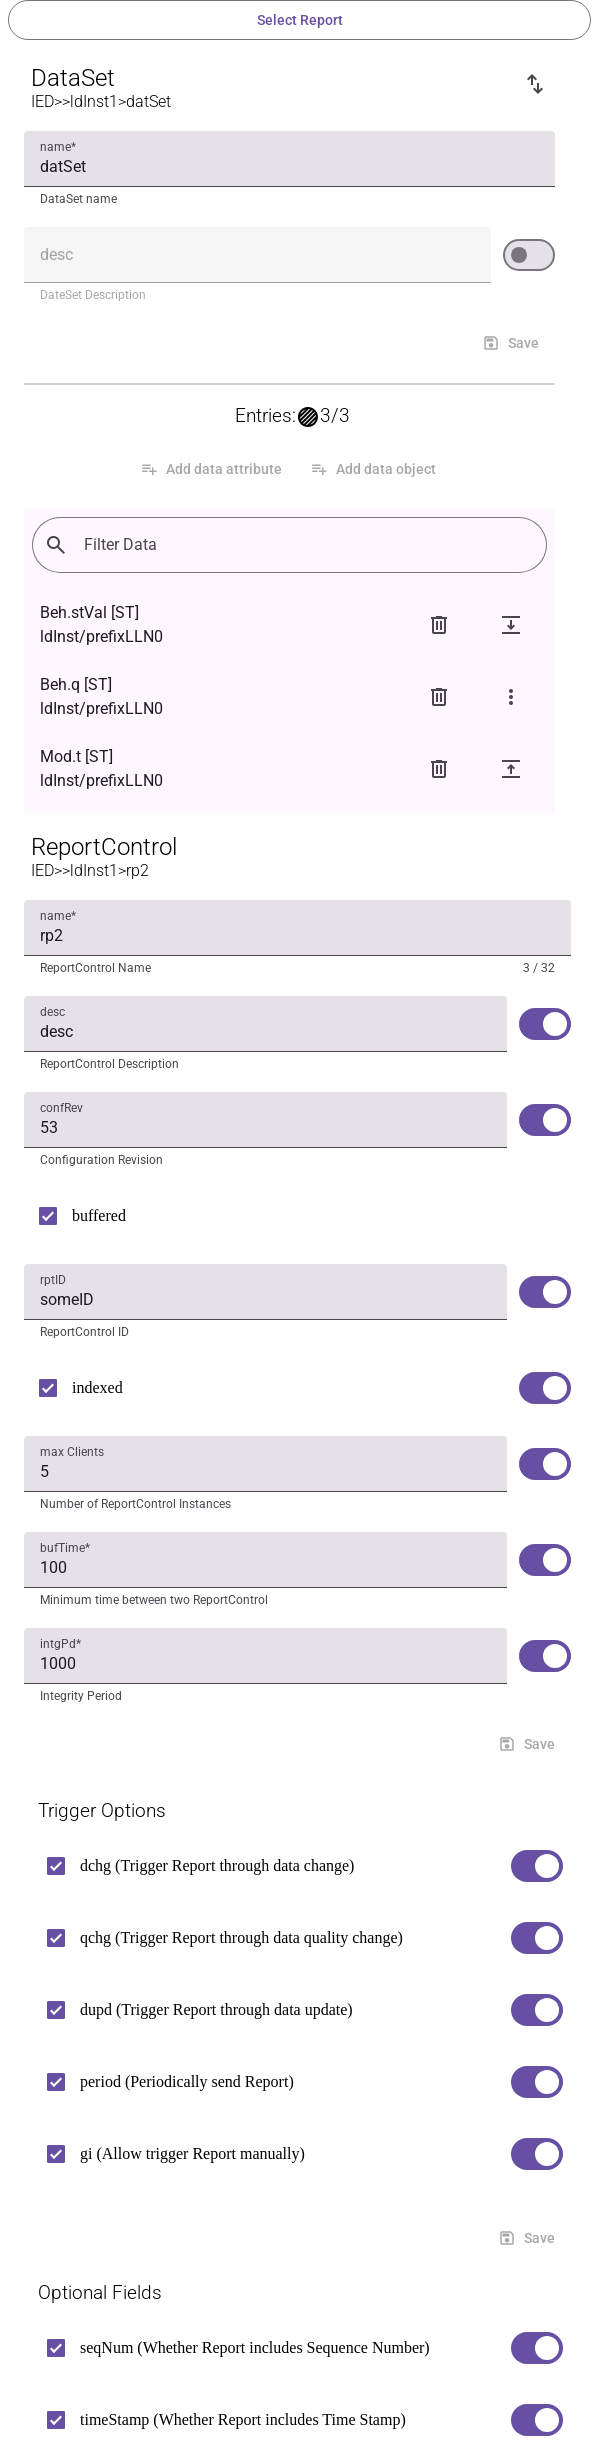 Select Report
DataSet
IED>>ldInst1>datSet
name*
datSet
DataSet name
desc
DateSet Description
Save
Entries: 3/3
Add data attribute Add data object
Filter Data
Beh.stVal [ST]
ldInst/prefixLLN0
Beh.q [ST]
ldInst/prefixLLN0
Mod.t [ST]
ldInst/prefixLLN0
ReportControl
IED>>ldInst1>rp2
name*
rp2
ReportControl Name 3 / 32
desc
desc
ReportControl Description
confRev
53
Configuration Revision
buffered
rptID
someID
ReportControl ID
indexed
max Clients
5
Number of ReportControl Instances
bufTime*
100
Minimum time between two ReportControl
intgPd*
1000
Integrity Period
Save
Trigger Options
dchg (Trigger Report through data change)
qchg (Trigger Report through data quality change)
dupd (Trigger Report through data update)
period (Periodically send Report)
gi (Allow trigger Report manually)
Save
Optional Fields
seqNum (Whether Report includes Sequence Number)
timeStamp (Whether Report includes Time Stamp)